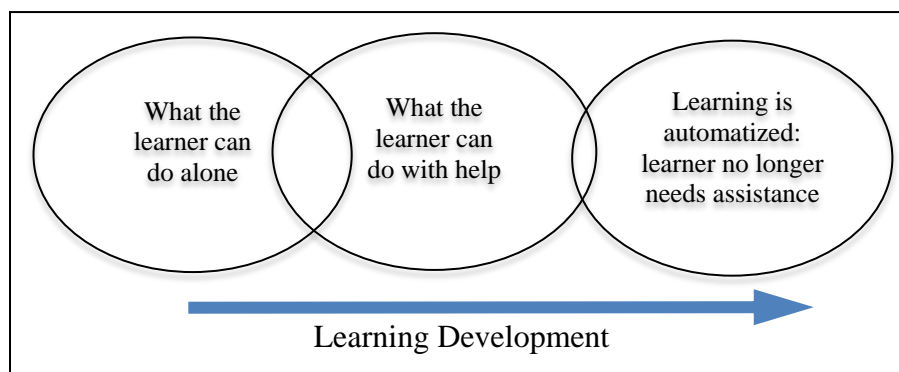 What the
learner can
do alone
What the
learner can
do with help
Learning is
automatized:
learner no longer
needs assistance
Learning Development